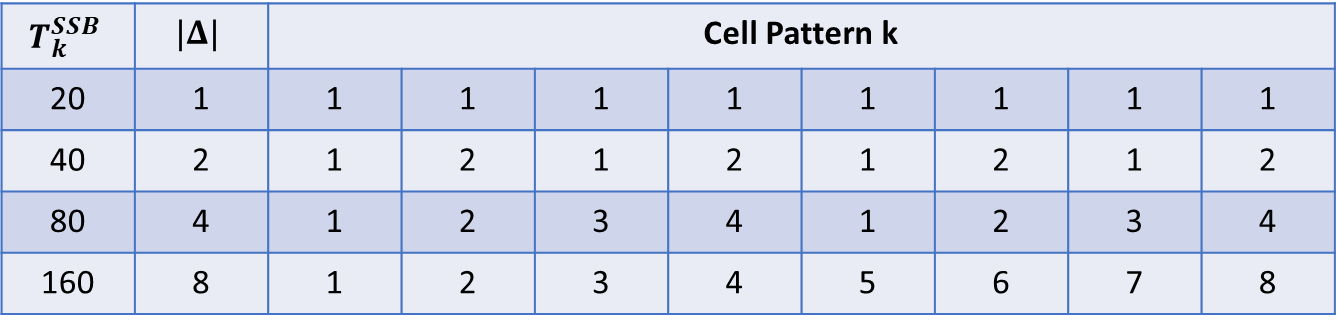 T_k^{SSB} |Δ| Cell Pattern k
20 1 1 1 1 1 1 1 1 1
40 2 1 2 1 2 1 2 1 2
80 4 1 2 3 4 1 2 3 4
160 8 1 2 3 4 5 6 7 8